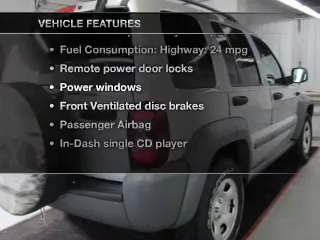 VEHICLE FEATURES
• Fuel Consumption: Highway: 24 mpg
• Remote power door locks
• Power windows
• Front Ventilated disc brakes
• Passenger Airbag
• In-Dash single CD player